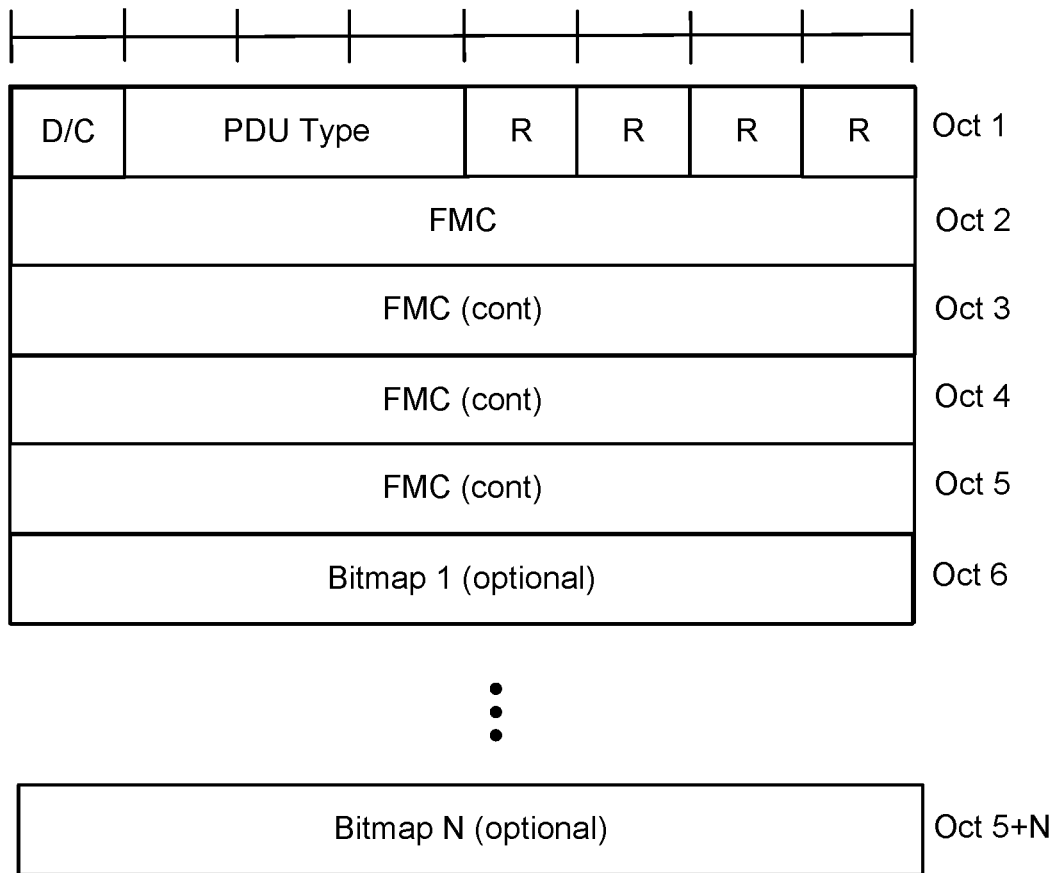 D/C PDU Type R R R R Oct 1
FMC Oct 2
FMC (cont) Oct 3
FMC (cont) Oct 4
FMC (cont) Oct 5
Bitmap 1 (optional) Oct 6
Bitmap N (optional) Oct 5+N